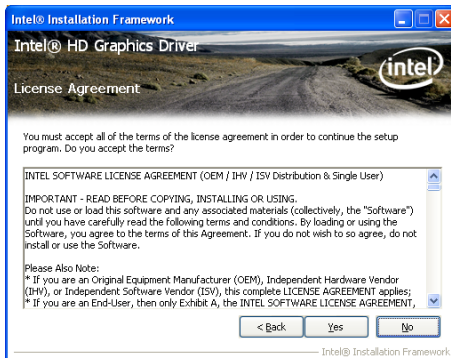 Intel® Installation Framework
Intel® HD Graphics Driver
intel
License Agreement
You must accept all of the terms of the license agreement in order to continue the setup
program. Do you accept the terms?
INTEL SOFTWARE LICENSE AGREEMENT (OEM / IHV / ISV Distribution & Single User)
IMPORTANT - READ BEFORE COPYING, INSTALLING OR USING.
Do not use or load this software and any associated materials (collectively, the "Software")
until you have carefully read the following terms and conditions. By loading or using the
Software, you agree to the terms of this Agreement. If you do not wish to so agree, do not
install or use the Software.
Please Also Note:
* If you are an Original Equipment Manufacturer (OEM), Independent Hardware Vendor
(IHV), or Independent Software Vendor (ISV), this complete LICENSE AGREEMENT applies;
* If you are an End-User, then only Exhibit A, the INTEL SOFTWARE LICENSE AGREEMENT,
< Back
Yes
No
Intel® Installation Framework